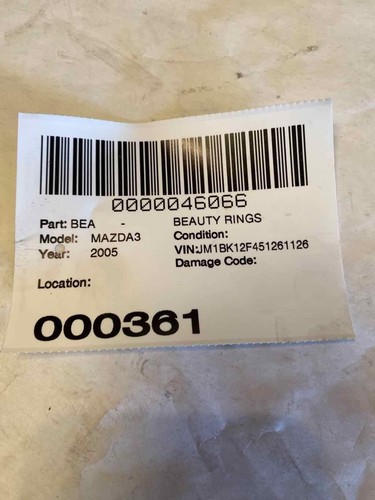 0000046066
Part: BEA - BEAUTY RINGS
Model: MAZDA3 Condition:
Year: 2005 VIN:JM1BK12F451261126
Damage Code:
Location:
000361